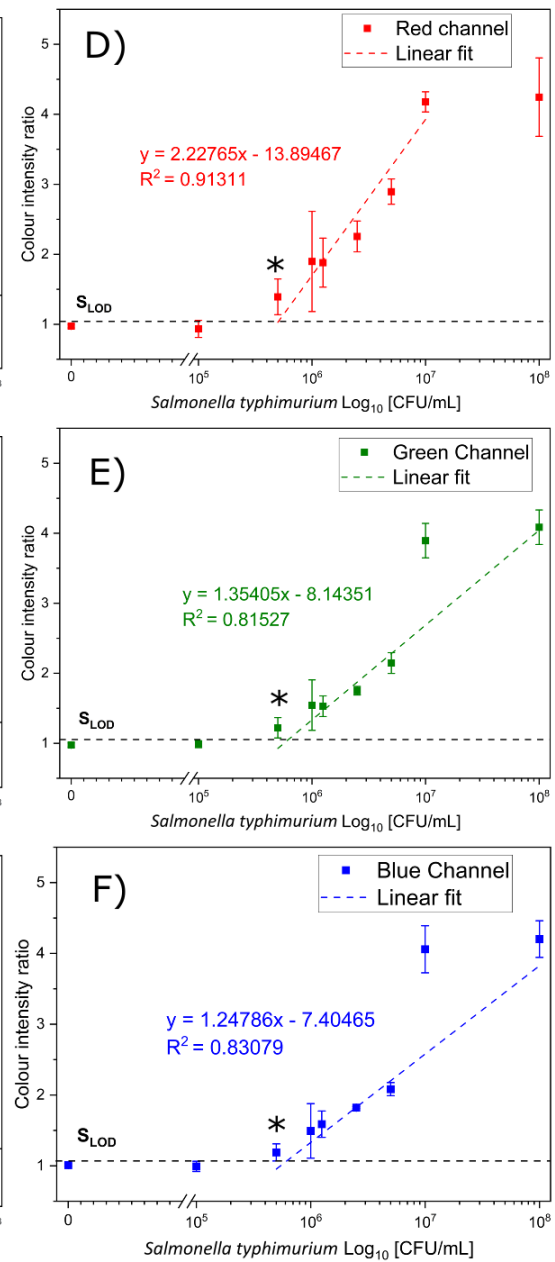 D)
Red channel
Linear fit
5
4
3
2
1
Colour intensity ratio
y = 2.22765x - 13.89467
R² = 0.91311
*
S_LOD
0 10⁵ 10⁶ 10⁷ 10⁸
Salmonella typhimurium Log₁₀ [CFU/mL]
E)
Green Channel
Linear fit
5
4
3
2
1
Colour intensity ratio
y = 1.35405x - 8.14351
R² = 0.81527
*
S_LOD
0 10⁵ 10⁶ 10⁷ 10⁸
Salmonella typhimurium Log₁₀ [CFU/mL]
F)
Blue Channel
Linear fit
5
4
3
2
1
Colour intensity ratio
y = 1.24786x - 7.40465
R² = 0.83079
*
S_LOD
0 10⁵ 10⁶ 10⁷ 10⁸
Salmonella typhimurium Log₁₀ [CFU/mL]